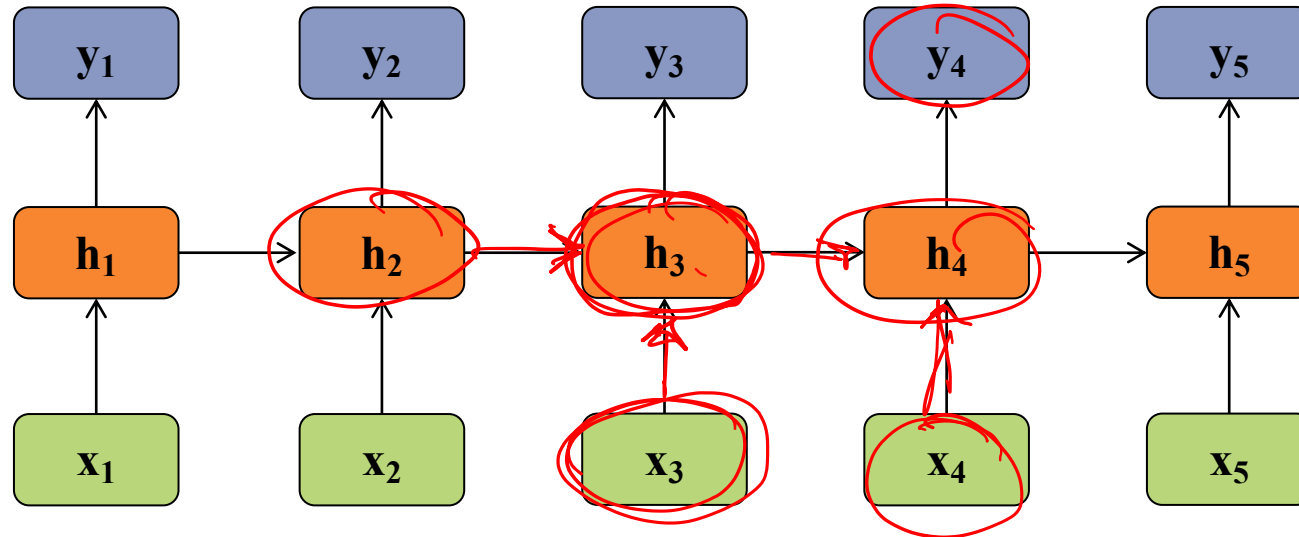 y₁ y₂ y₃ y₄ y₅
h₁ h₂ h₃ h₄ h₅
x₁ x₂ x₃ x₄ x₅